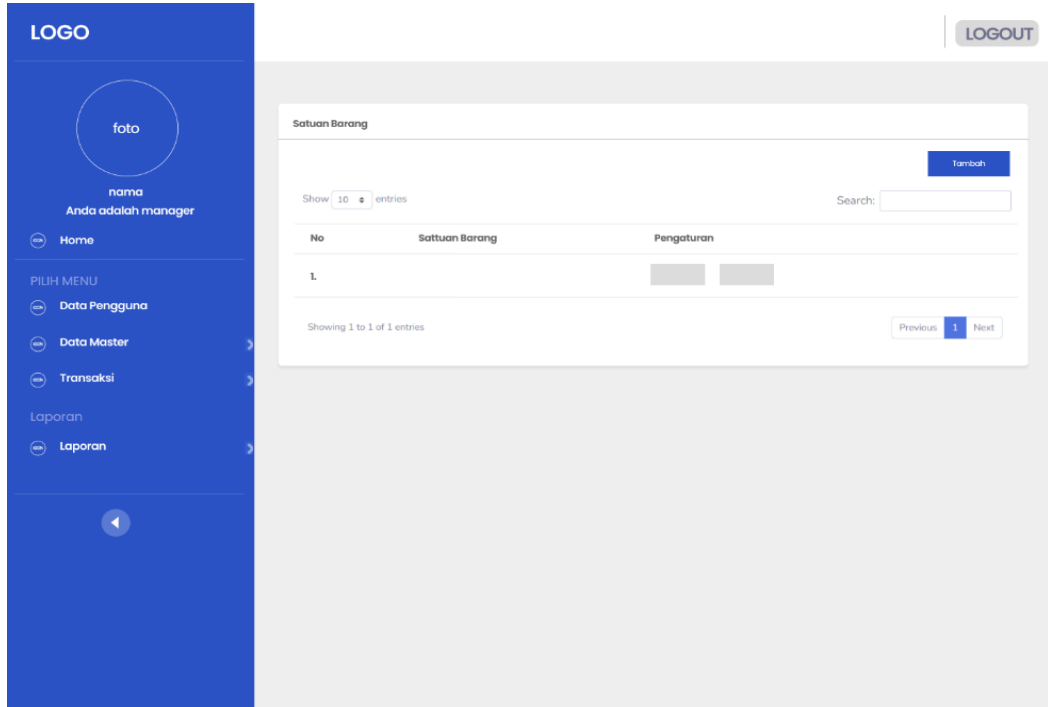 LOGO
LOGOUT
foto
nama
Anda adalah manager
Home
PILIH MENU
Data Pengguna
Data Master
Transaksi
Laporan
Laporan
Satuan Barang
Tambah
Show 10 entries
Search:
No Sattuan Barang Pengaturan
1.
Showing 1 to 1 of 1 entries
Previous 1 Next